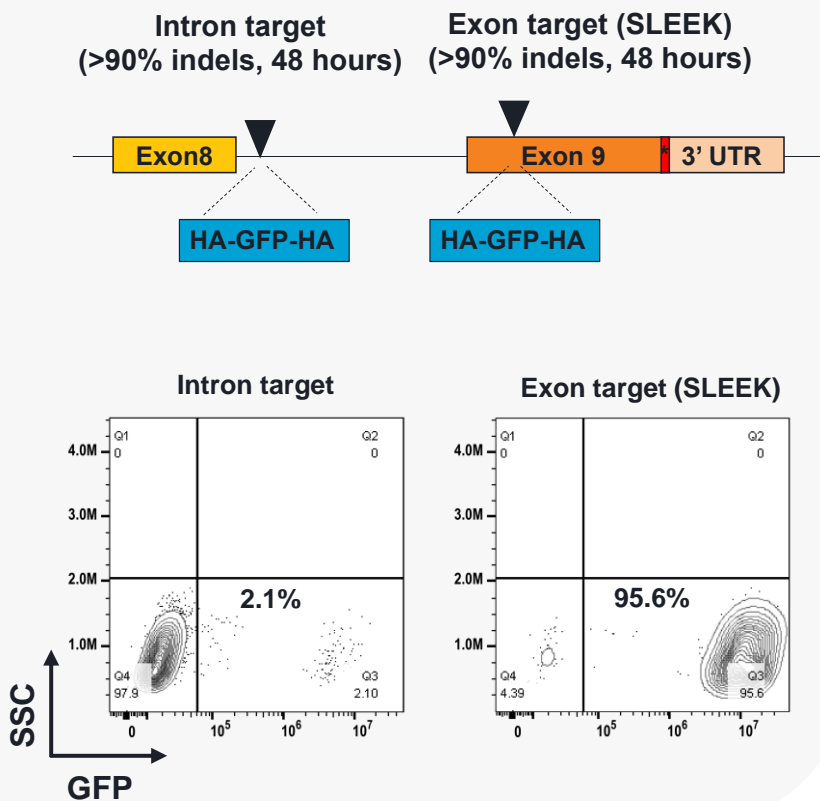 Intron target
(>90% indels, 48 hours)
Exon target (SLEEK)
(>90% indels, 48 hours)
Exon8
Exon 9
*
3' UTR
HA-GFP-HA
HA-GFP-HA
Intron target
Exon target (SLEEK)
Q1
0
Q2
0
4.0M
3.0M
2.0M
1.0M
2.1%
Q4
97.9
Q3
2.10
0
10^5
10^6
10^7
Q1
0
Q2
0
4.0M
3.0M
2.0M
1.0M
95.6%
Q4
4.39
Q3
95.6
0
10^5
10^6
10^7
SSC
GFP